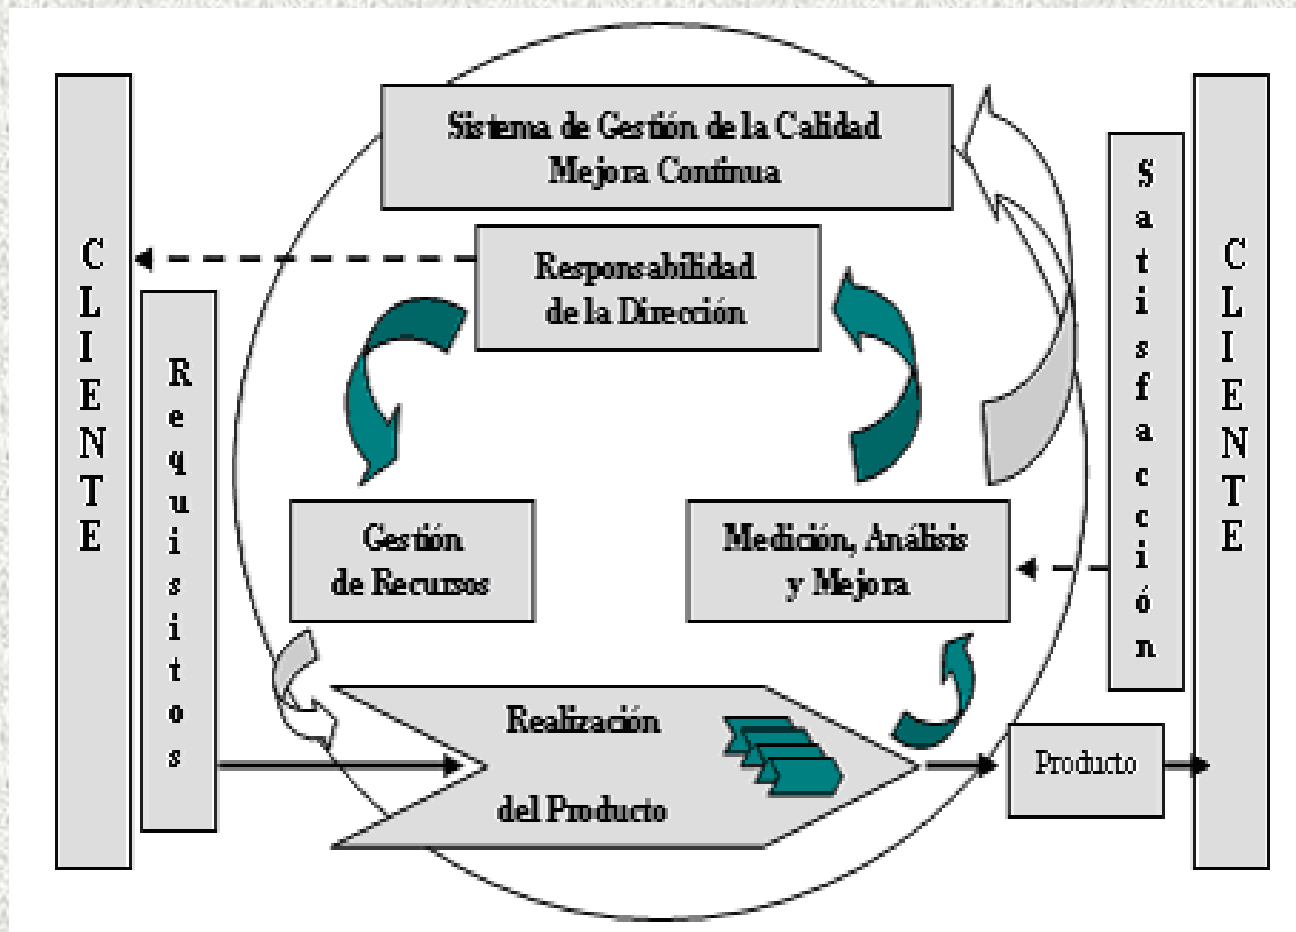 Sistema de Gestión de la Calidad
Mejora Continua
CLIENTE
Requisitos
Responsabilidad
de la Dirección
Satisfacción
CLIENTE
Gestión
de Recursos
Medición, Análisis
y Mejora
Realización
del Producto
Producto